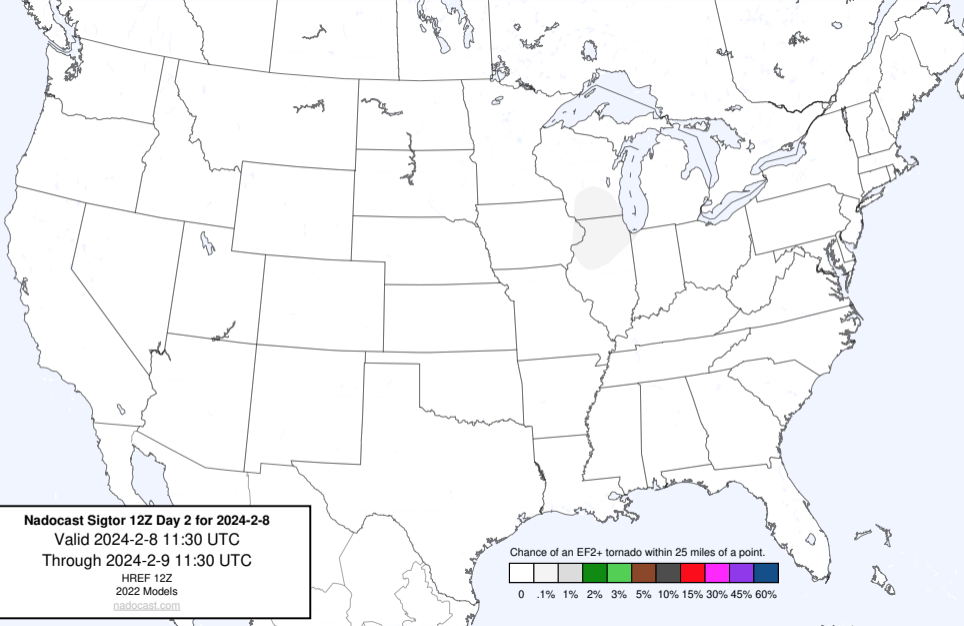 Nadocast Sigtor 12Z Day 2 for 2024-2-8
Valid 2024-2-8 11:30 UTC
Through 2024-2-9 11:30 UTC
HREF 12Z
2022 Models
nadocast.com
Chance of an EF2+ tornado within 25 miles of a point.
0 .1% 1% 2% 3% 5% 10% 15% 30% 45% 60%